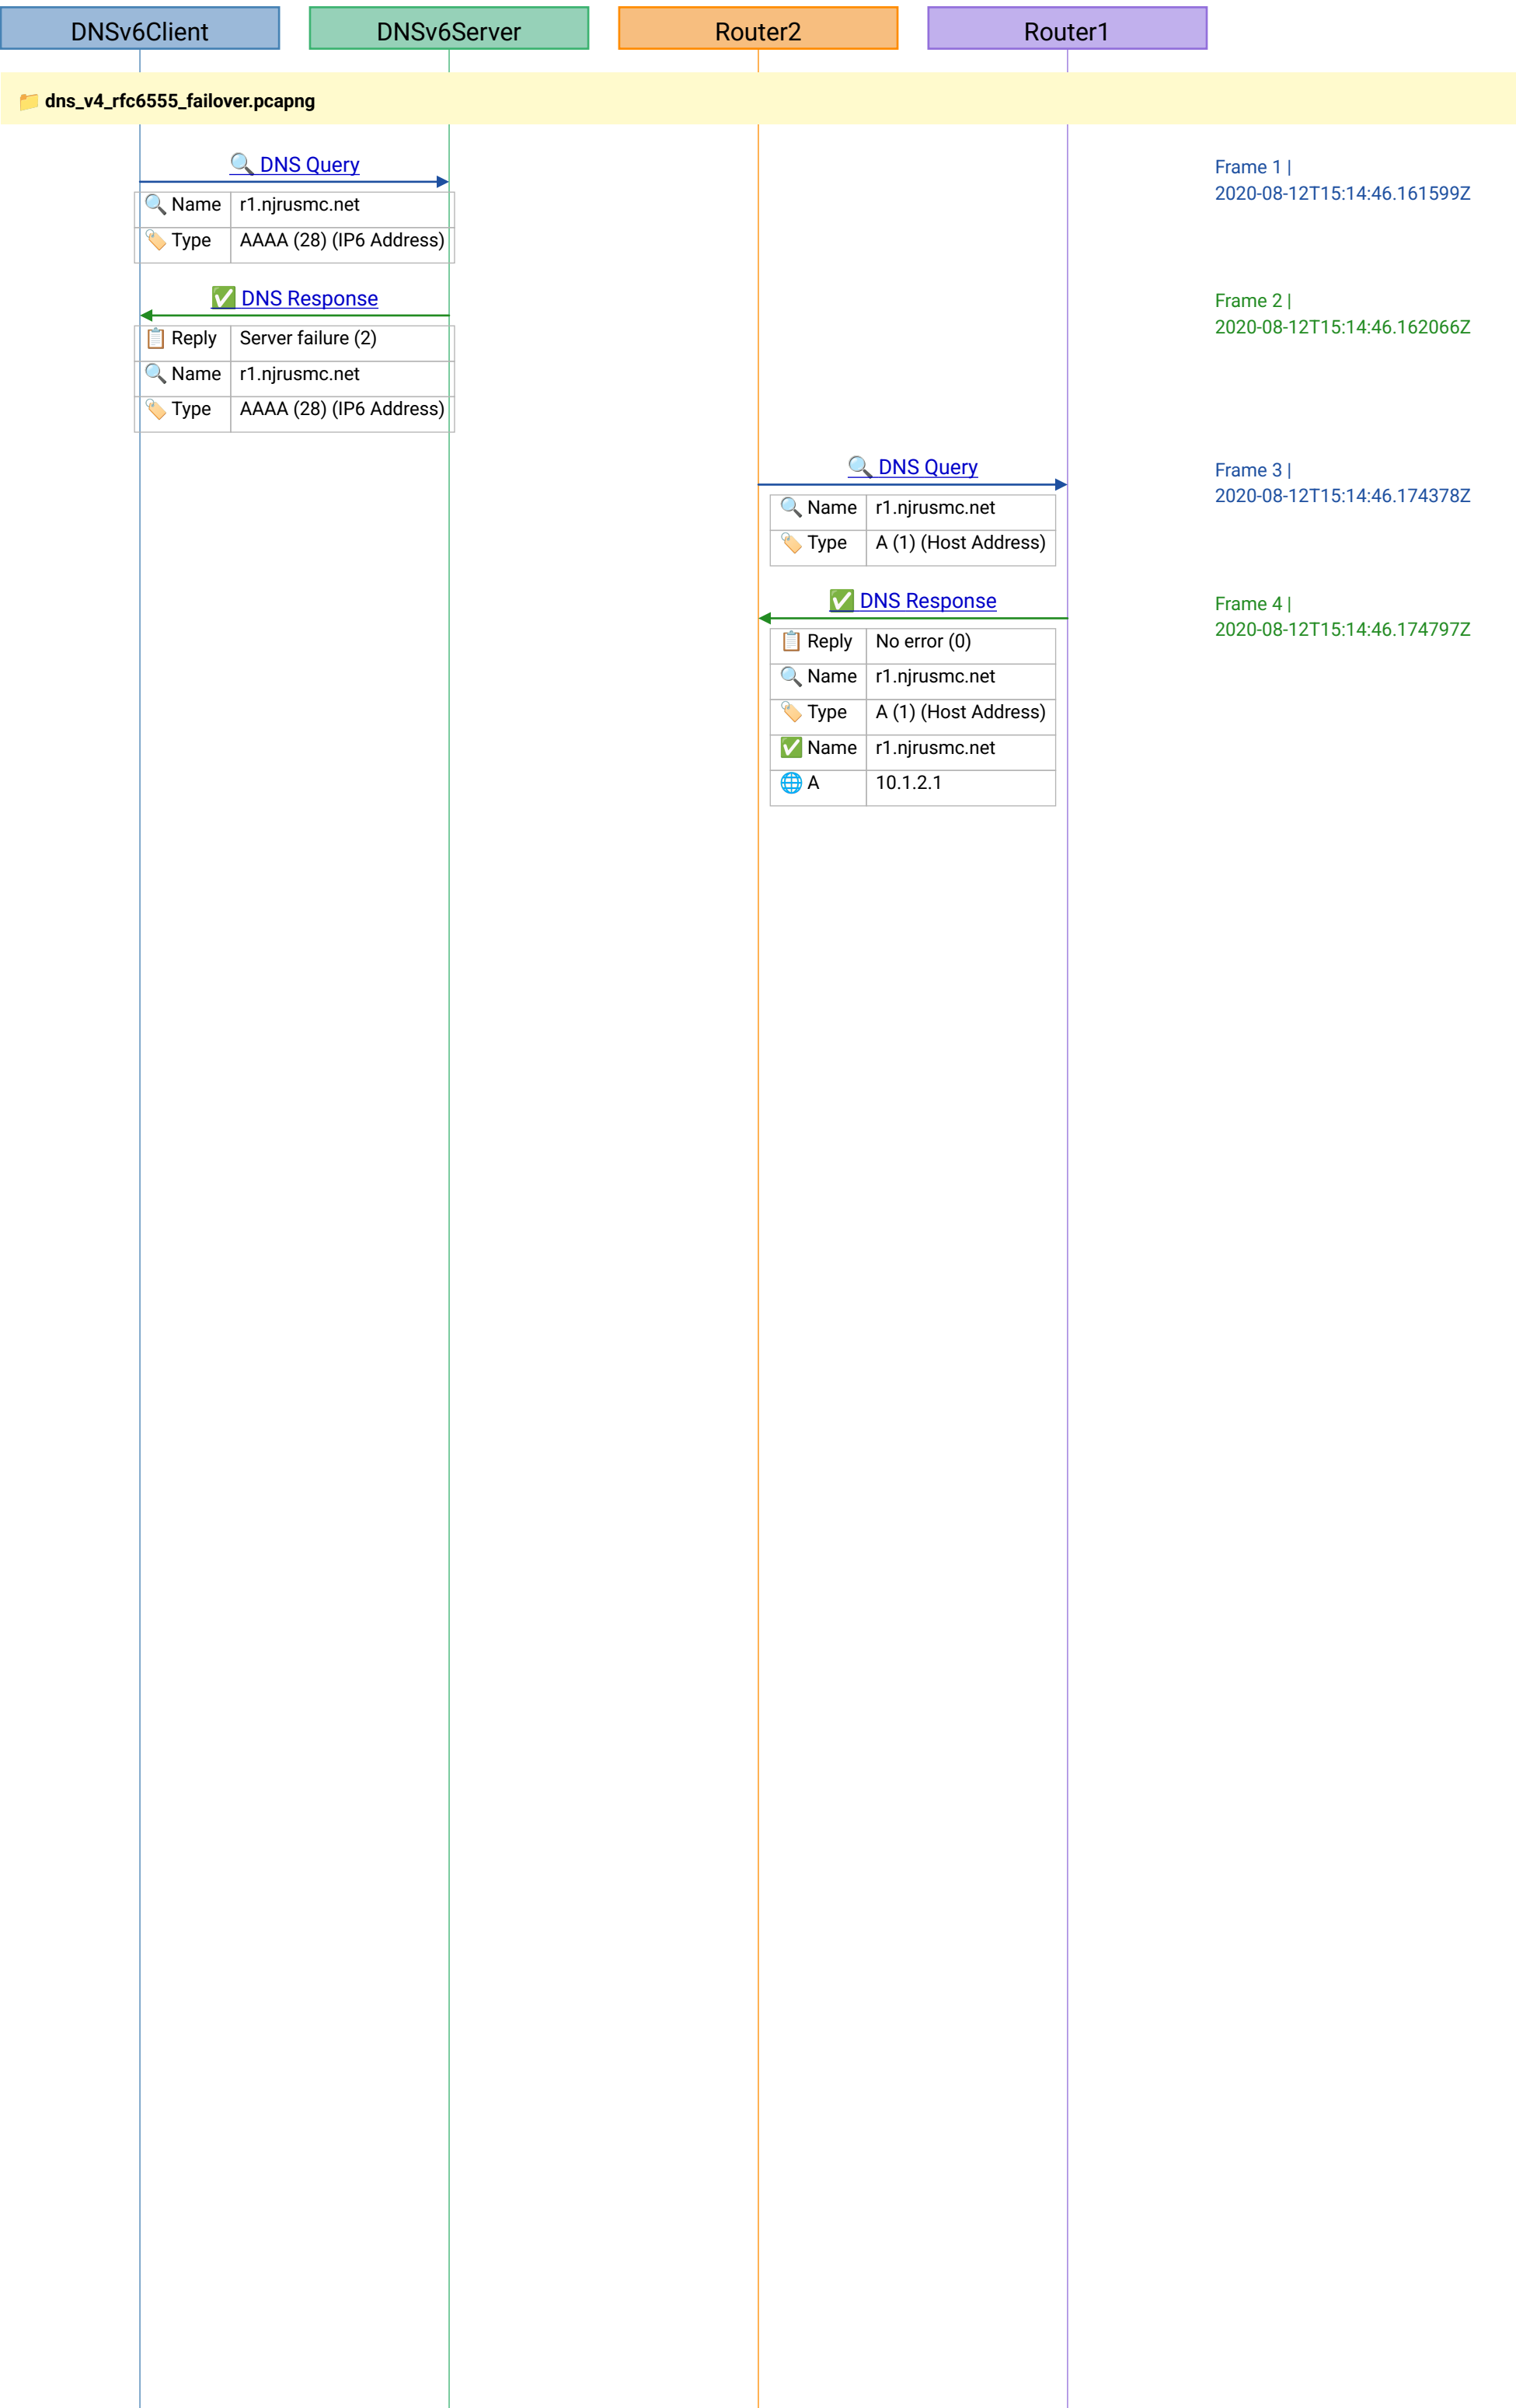 DNSv6Client
DNSv6Server
Router2
Router1
📁 dns_v4_rfc6555_failover.pcapng
🔍 DNS Query
Frame 1 |
2020-08-12T15:14:46.161599Z
🔍 Name r1.njrusmc.net
🏷️ Type AAAA (28) (IP6 Address)
✅ DNS Response
Frame 2 |
2020-08-12T15:14:46.162066Z
📋 Reply Server failure (2)
🔍 Name r1.njrusmc.net
🏷️ Type AAAA (28) (IP6 Address)
🔍 DNS Query
Frame 3 |
2020-08-12T15:14:46.174378Z
🔍 Name r1.njrusmc.net
🏷️ Type A (1) (Host Address)
✅ DNS Response
Frame 4 |
2020-08-12T15:14:46.174797Z
📋 Reply No error (0)
🔍 Name r1.njrusmc.net
🏷️ Type A (1) (Host Address)
✅ Name r1.njrusmc.net
🌐 A 10.1.2.1